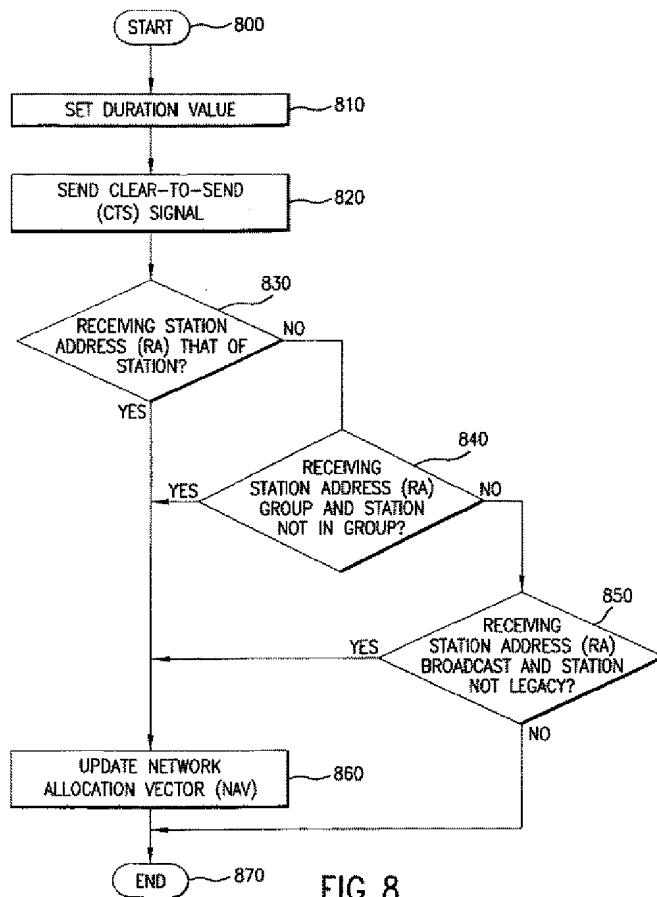 START
800
SET DURATION VALUE
810
SEND CLEAR-TO-SEND
(CTS) SIGNAL
820
830
RECEIVING STATION
ADDRESS (RA) THAT OF
STATION?
NO
YES
840
RECEIVING
STATION ADDRESS (RA)
GROUP AND STATION
NOT IN GROUP?
YES
NO
850
RECEIVING
STATION ADDRESS (RA)
BROADCAST AND STATION
NOT LEGACY?
YES
NO
UPDATE NETWORK
ALLOCATION VECTOR (NAV)
860
END
870
FIG. 8